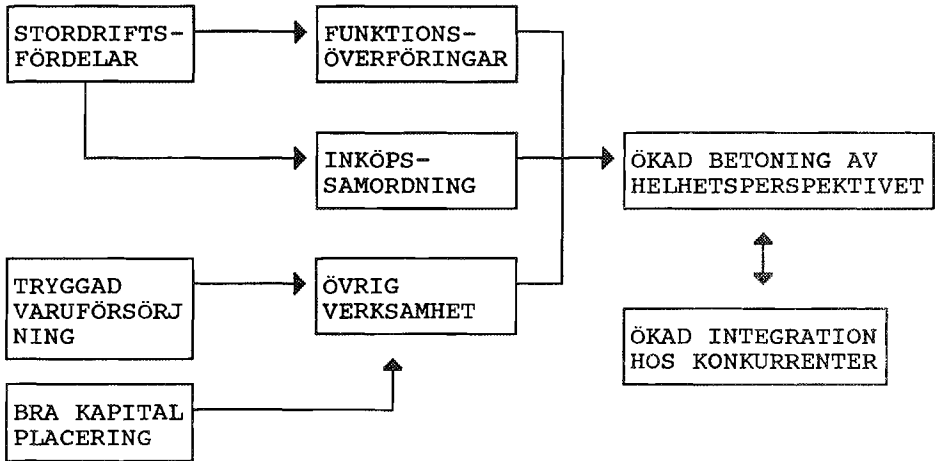 STORDRIFTS-
FÖRDELAR
FUNKTIONS-
ÖVERFÖRINGAR
INKÖPS-
SAMORDNING
ÖKAD BETONING AV
HELHETSPERSPEKTIVET
TRYGGAD
VARUFÖRSÖRJ
NING
ÖVRIG
VERKSAMHET
ÖKAD INTEGRATION
HOS KONKURRENTER
BRA KAPITAL
PLACERING